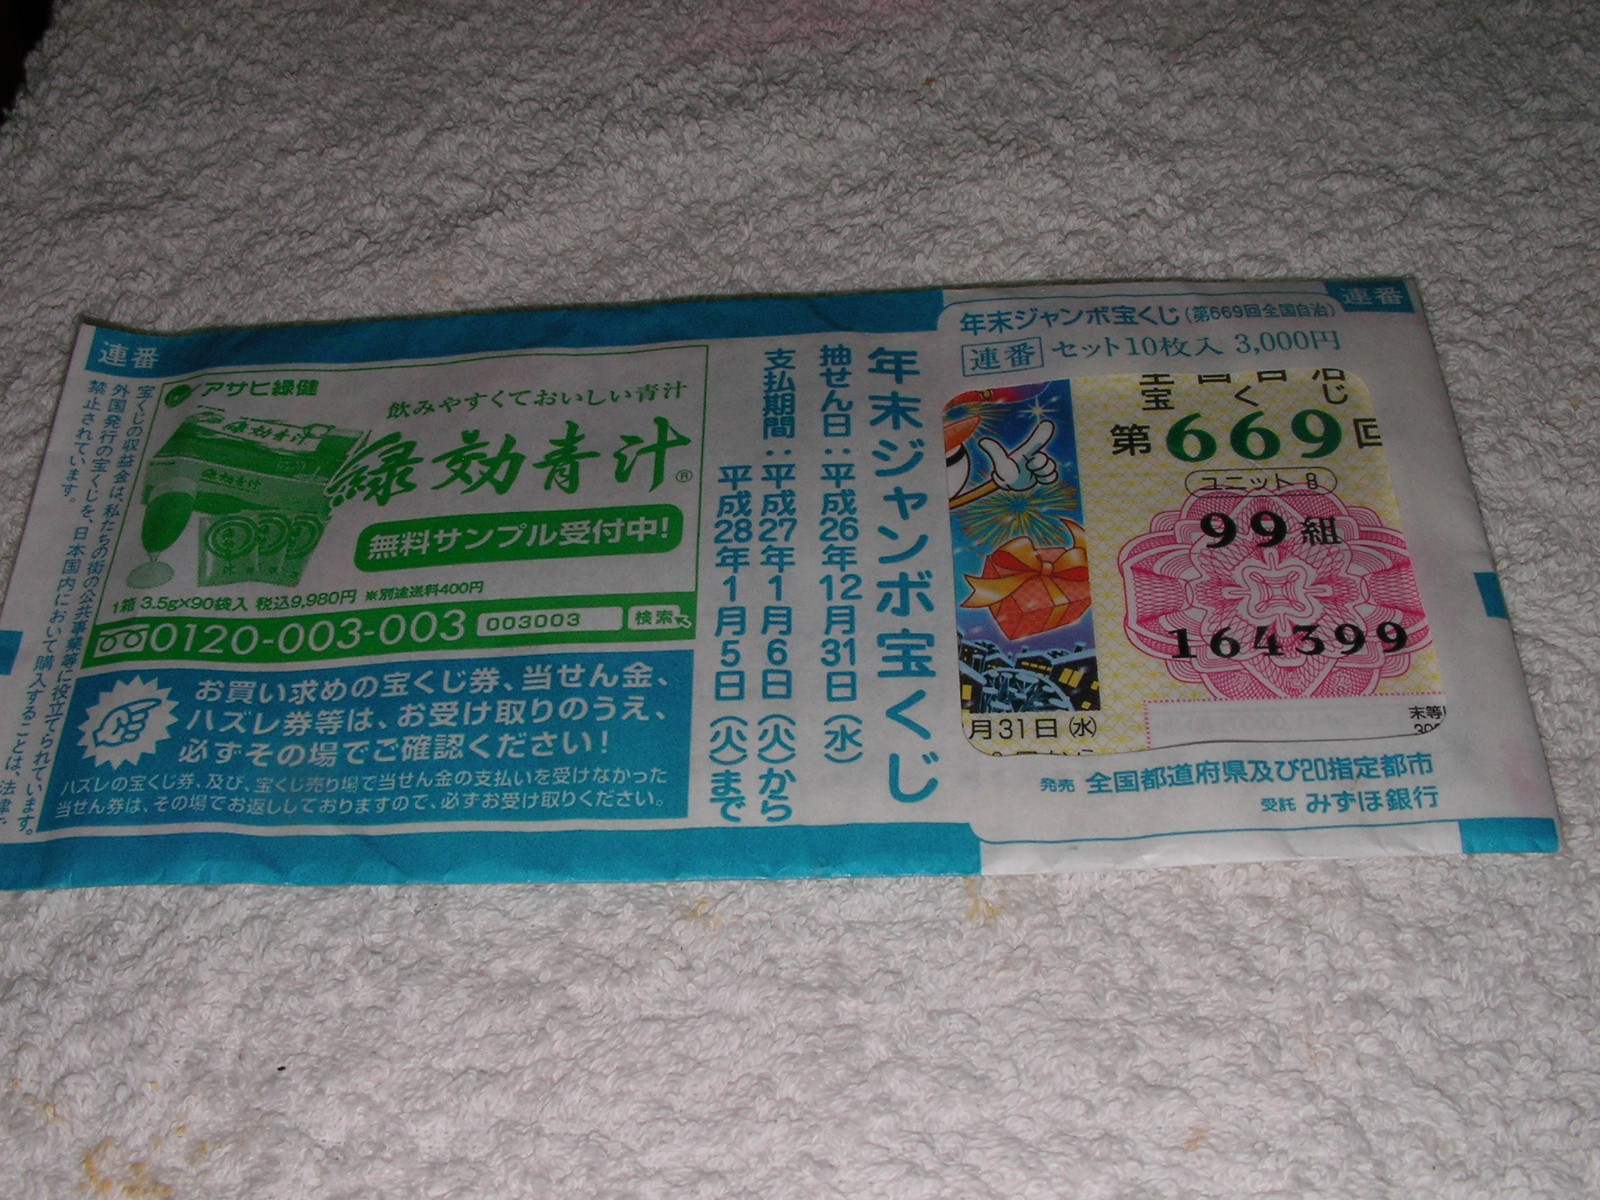 連番
宝くじの収益金は、私たちの街の公共事業等に役立てられています。
外国発行の宝くじを、日本国内において購入することは、法律で
禁止されています。
アサヒ緑健
飲みやすくておいしい青汁
緑効青汁®
緑効青汁
緑効青汁
無料サンプル受付中!
1箱 3.5g×90袋入 税込9,980円 ※別途送料400円
0120-003-003 003003 検索
お買い求めの宝くじ券、当せん金、
ハズレ券等は、お受け取りのうえ、
必ずその場でご確認ください!
ハズレの宝くじ券、及び、宝くじ売り場で当せん金の支払いを受けなかった
当せん券は、その場でお返ししておりますので、必ずお受け取りください。
年末ジャンボ宝くじ
抽せん日:平成26年12月31日(水)
支払期間:平成27年1月6日(火)から
平成28年1月5日(火)まで
連番
年末ジャンボ宝くじ(第669回全国自治)
連番 セット10枚入 3,000円
全国自治
宝くじ
第669回
ユニット 8
99組
164399
月31日(水)
末等
発売 全国都道府県及び20指定都市
受託 みずほ銀行